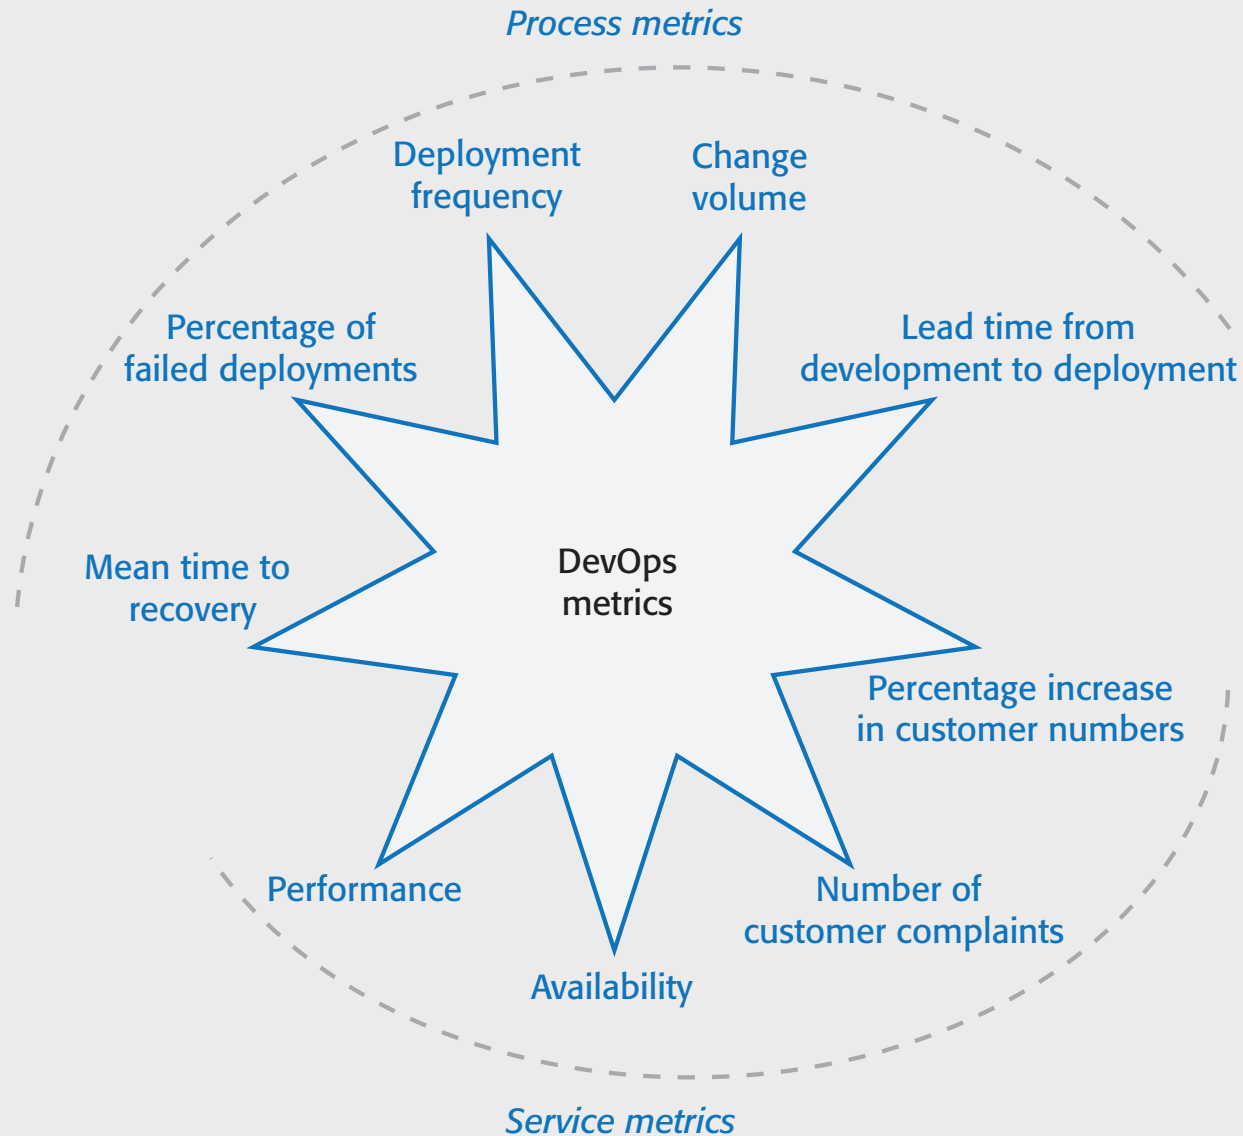 Process metrics
Deployment
frequency
Change
volume
Percentage of
failed deployments
Lead time from
development to deployment
Mean time to
recovery
DevOps
metrics
Percentage increase
in customer numbers
Performance
Number of
customer complaints
Availability
Service metrics